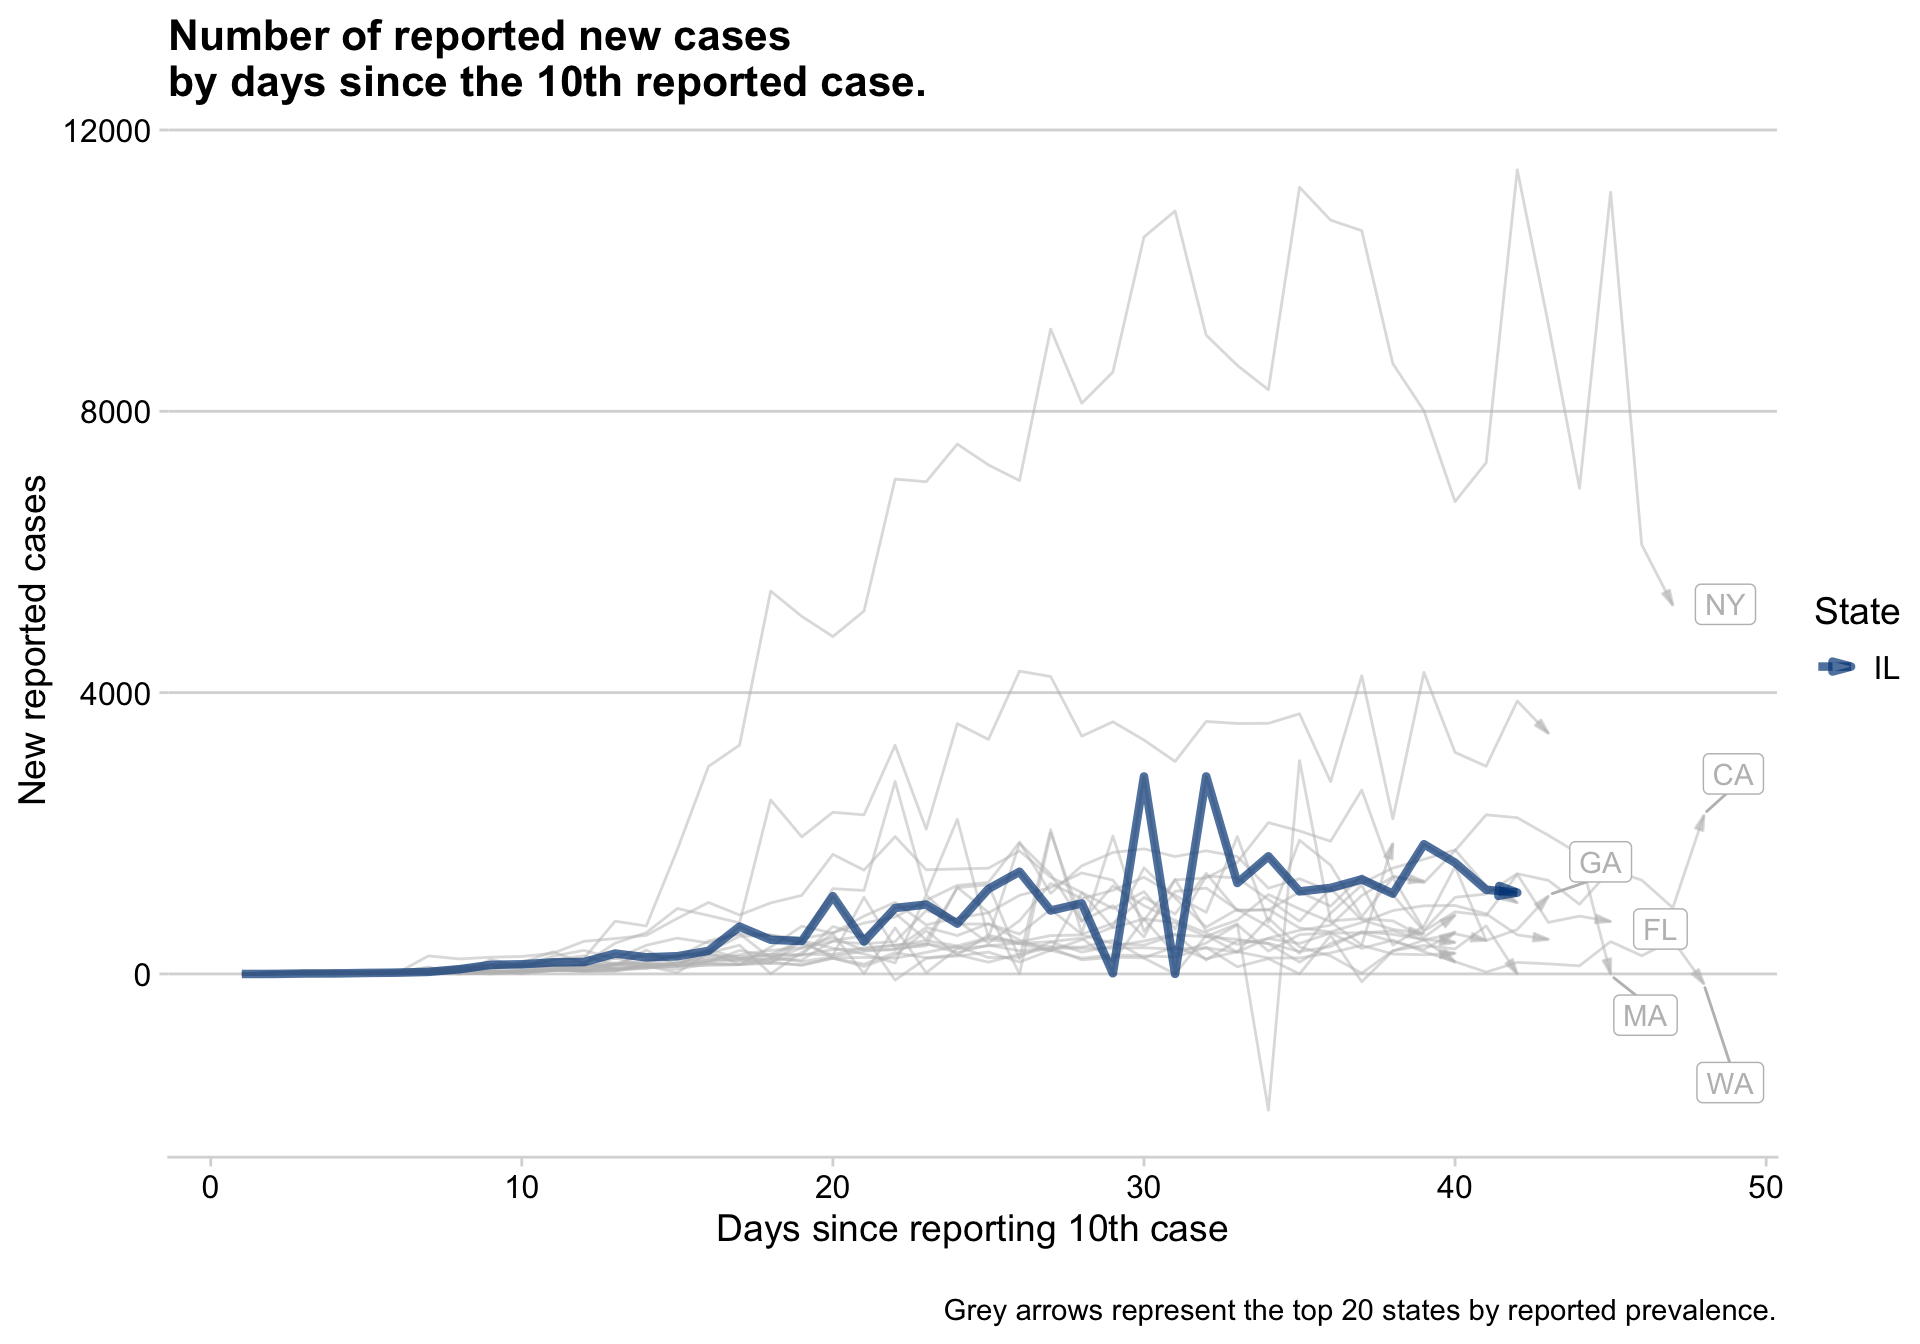 Number of reported new cases
by days since the 10th reported case.
12000
8000
4000
0
New reported cases
NY
CA
GA
FL
MA
WA
State
IL
0 10 20 30 40 50
Days since reporting 10th case
Grey arrows represent the top 20 states by reported prevalence.